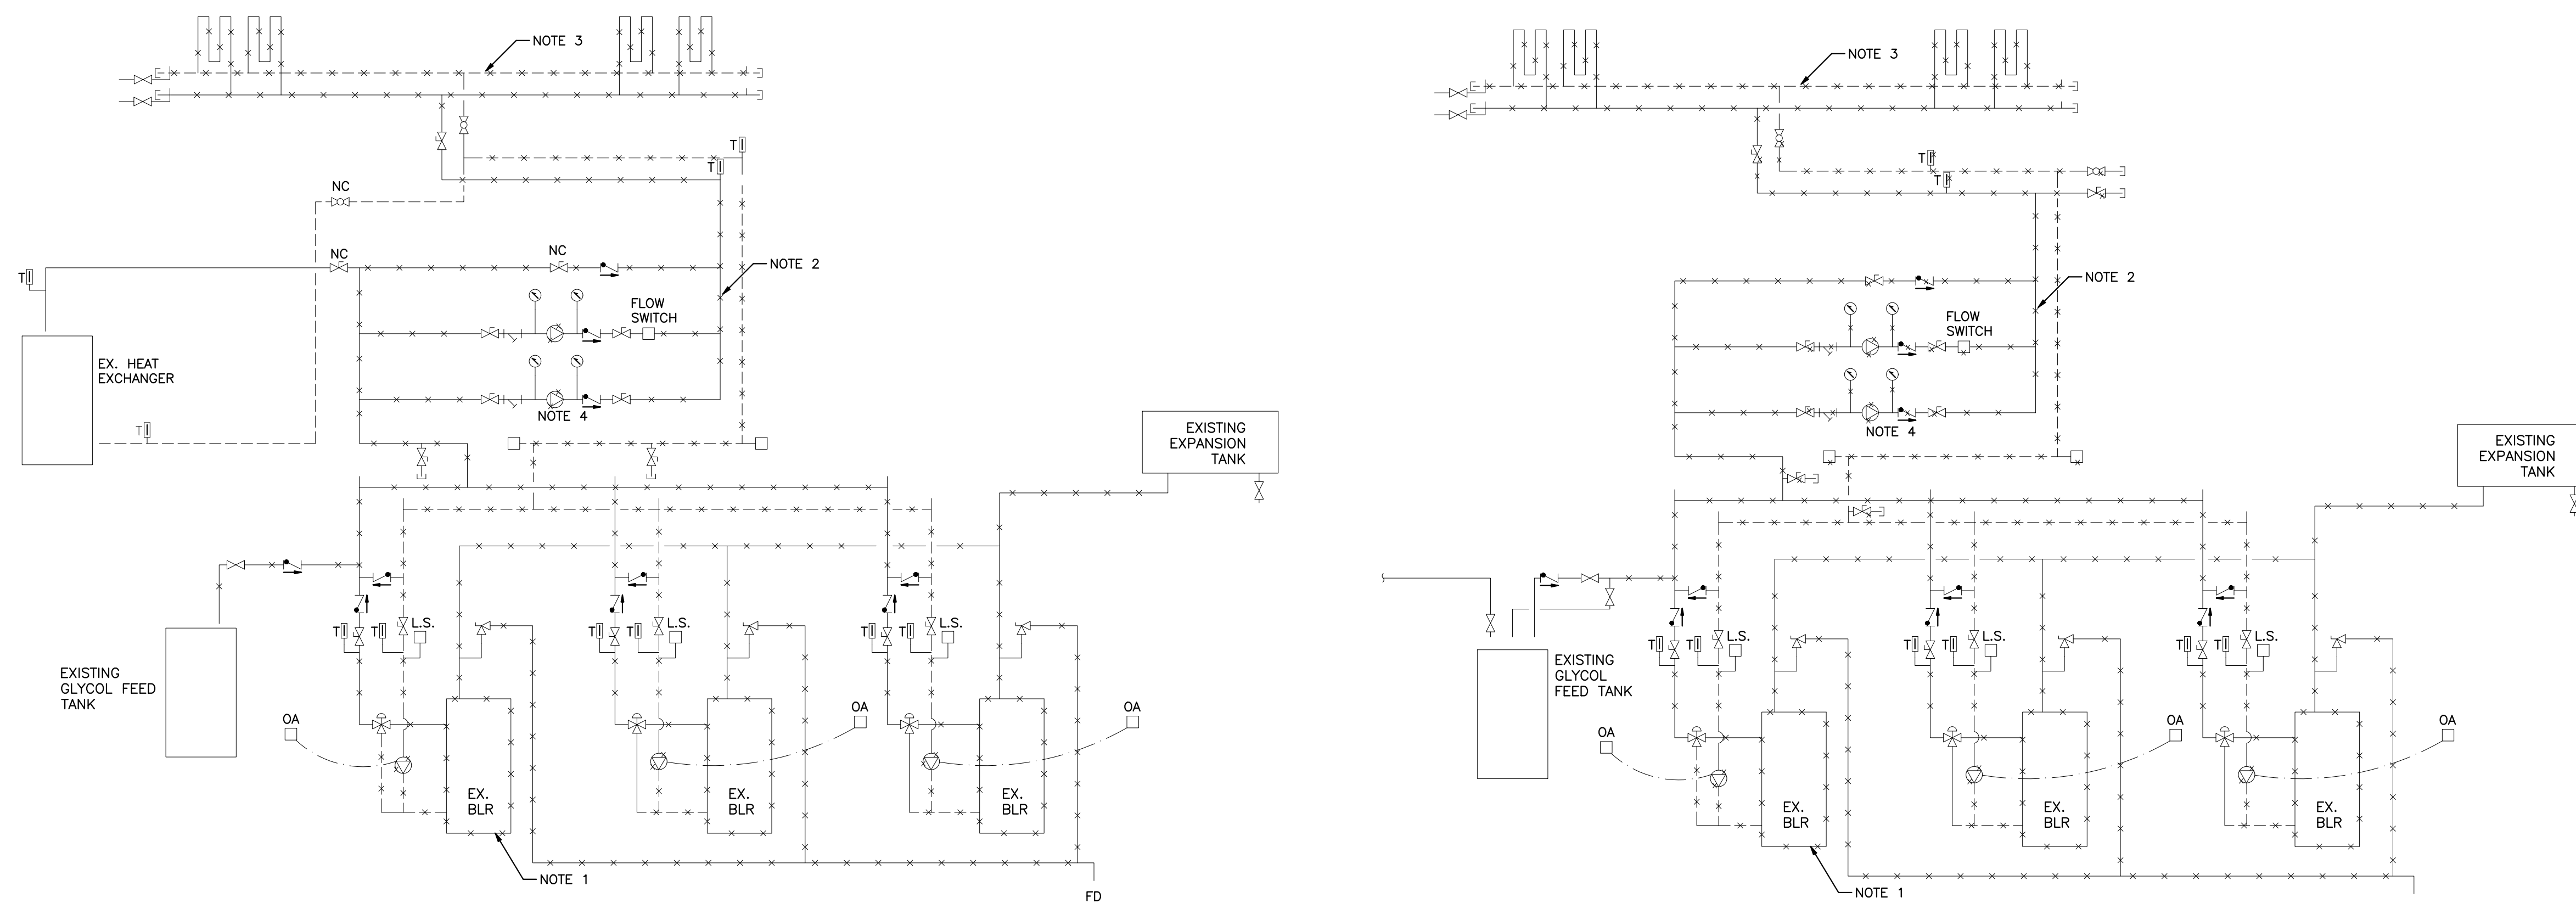 NOTE 3
T
T
NC
NC
NC
NOTE 2
T
FLOW
SWITCH
EX. HEAT
EXCHANGER
NOTE 4
T
EXISTING
EXPANSION
TANK
T
T
L.S.
T
T
L.S.
T
T
L.S.
EXISTING
GLYCOL FEED
TANK
OA
OA
OA
EX.
BLR
EX.
BLR
EX.
BLR
NOTE 1
FD
NOTE 3
T
T
NOTE 2
FLOW
SWITCH
NOTE 4
EXISTING
EXPANSION
TANK
T
T
L.S.
T
T
L.S.
T
T
L.S.
EXISTING
GLYCOL
FEED TANK
OA
OA
OA
EX.
BLR
EX.
BLR
EX.
BLR
NOTE 1